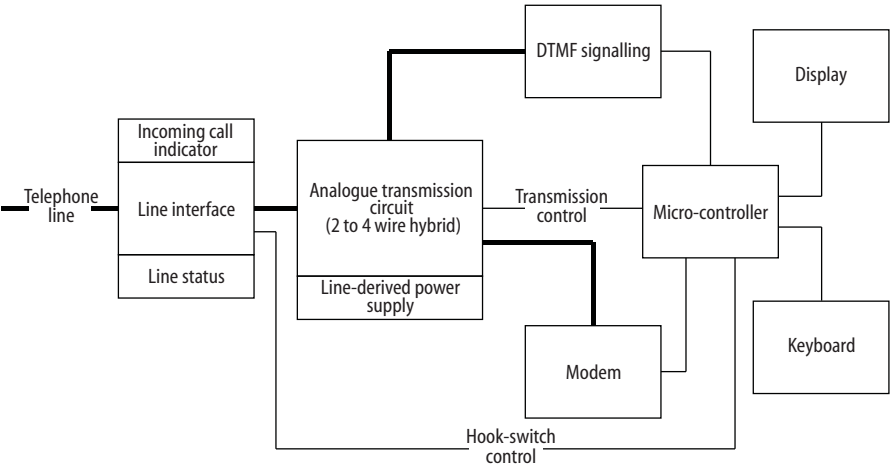 DTMF signalling
Display
Incoming call
indicator
Telephone
line
Line interface
Line status
Analogue transmission
circuit
(2 to 4 wire hybrid)
Line-derived power
supply
Transmission
control
Micro-controller
Modem
Keyboard
Hook-switch
control